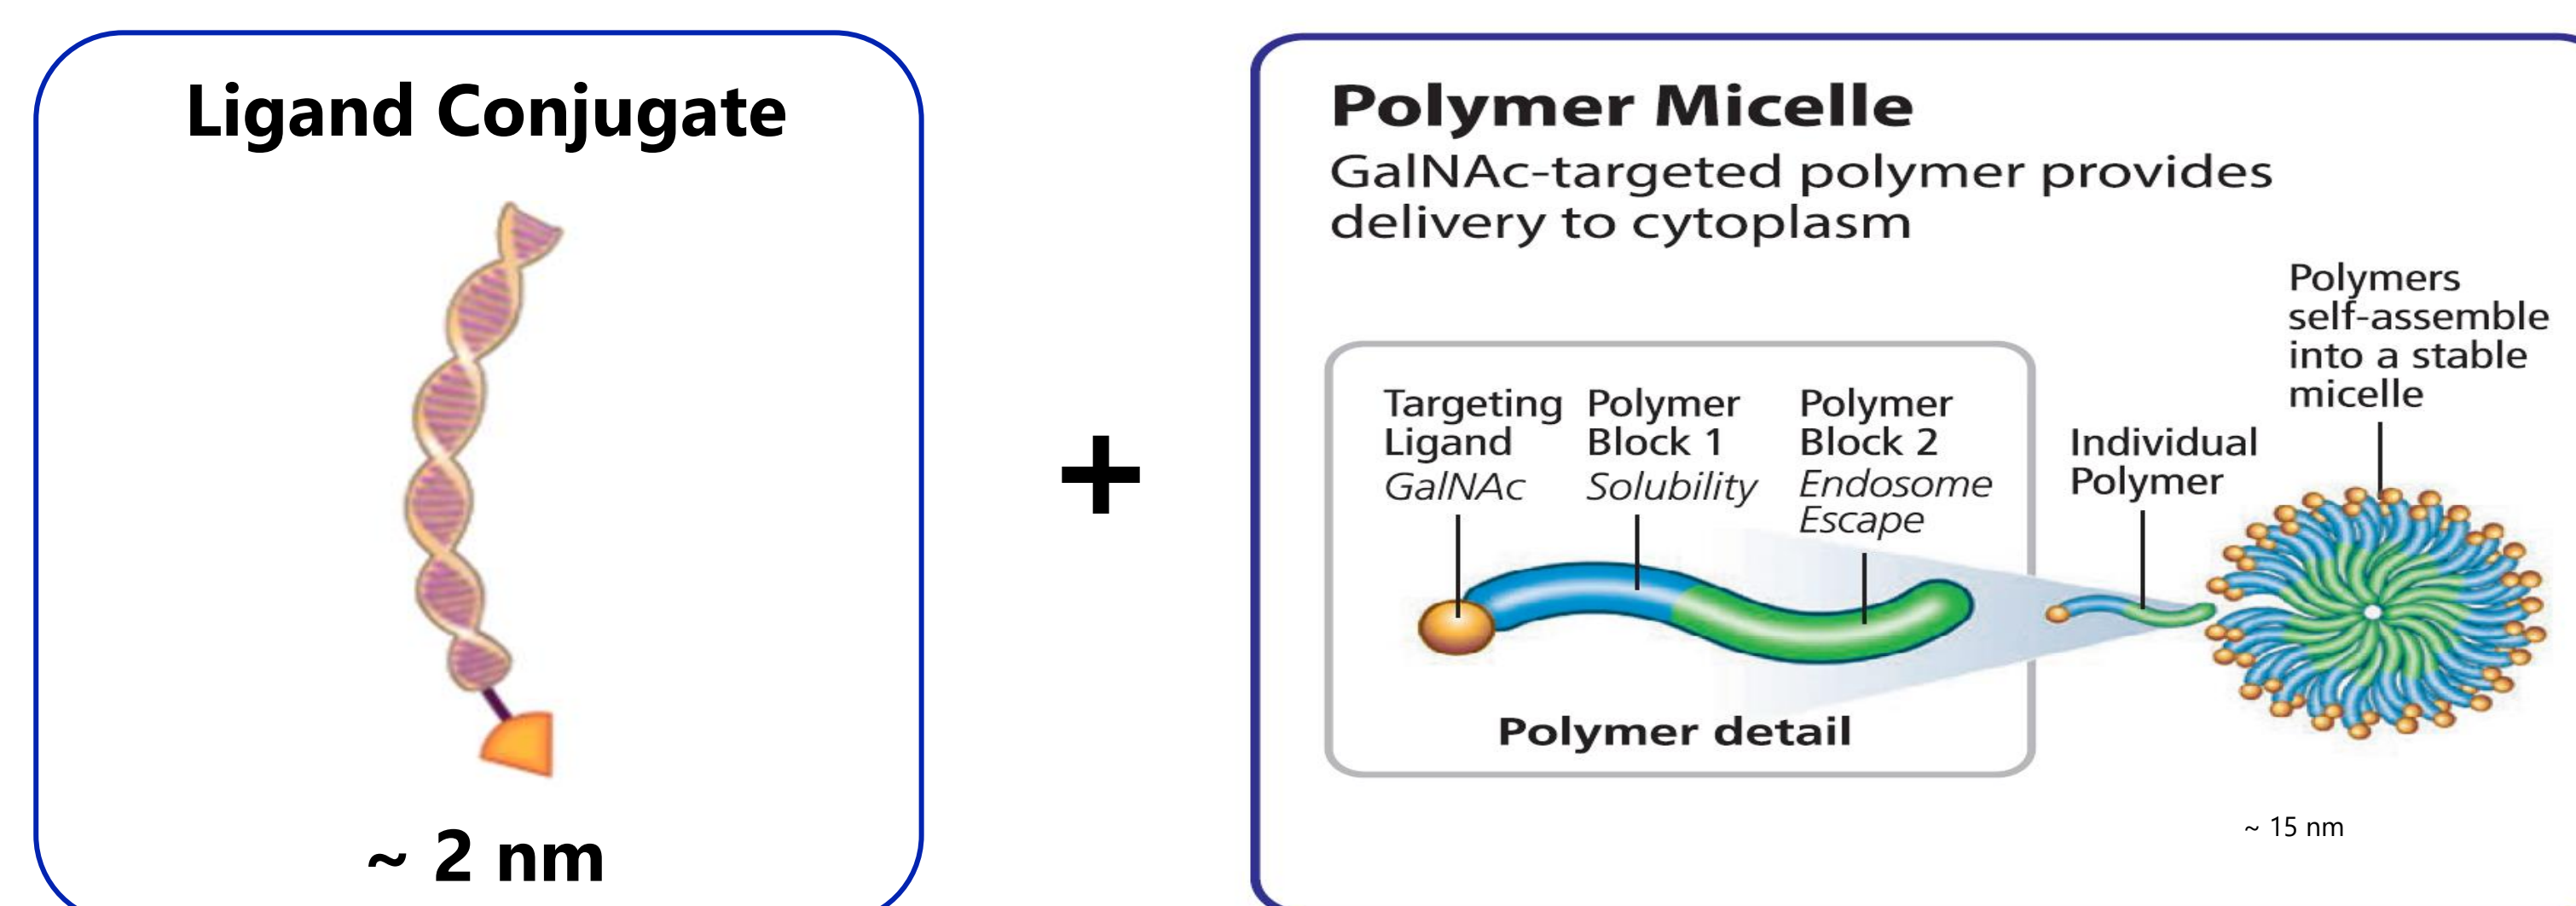 Ligand Conjugate
~ 2 nm
+
Polymer Micelle
GalNAc-targeted polymer provides
delivery to cytoplasm
Targeting
Ligand
GalNAc
Polymer
Block 1
Solubility
Polymer
Block 2
Endosome
Escape
Polymer detail
Individual
Polymer
Polymers
self-assemble
into a stable
micelle
~ 15 nm